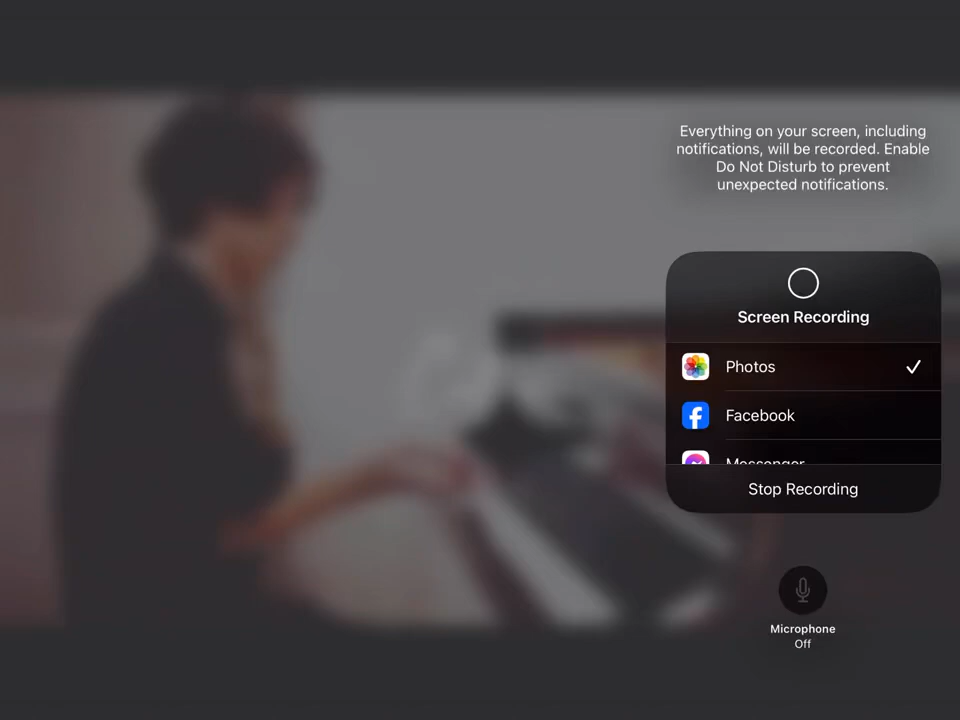 Everything on your screen, including
notifications, will be recorded. Enable
Do Not Disturb to prevent
unexpected notifications.
Screen Recording
Photos
Facebook
Messenger
Stop Recording
Microphone
Off